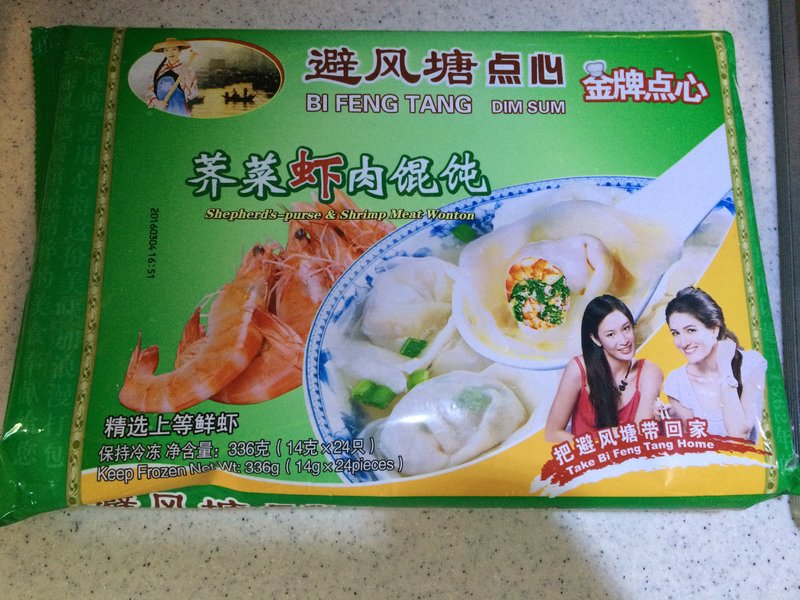 避风塘点心
BI FENG TANG DIM SUM
金牌点心
荠菜虾肉馄饨
Shepherd's-purse & Shrimp Meat Wonton
20160304 16:51
精选上等鲜虾
保持冷冻 净含量: 336克（14克×24只）
Keep Frozen Net Wt: 336g（14g×24pieces）
把避风塘带回家
Take Bi Feng Tang Home
避风塘